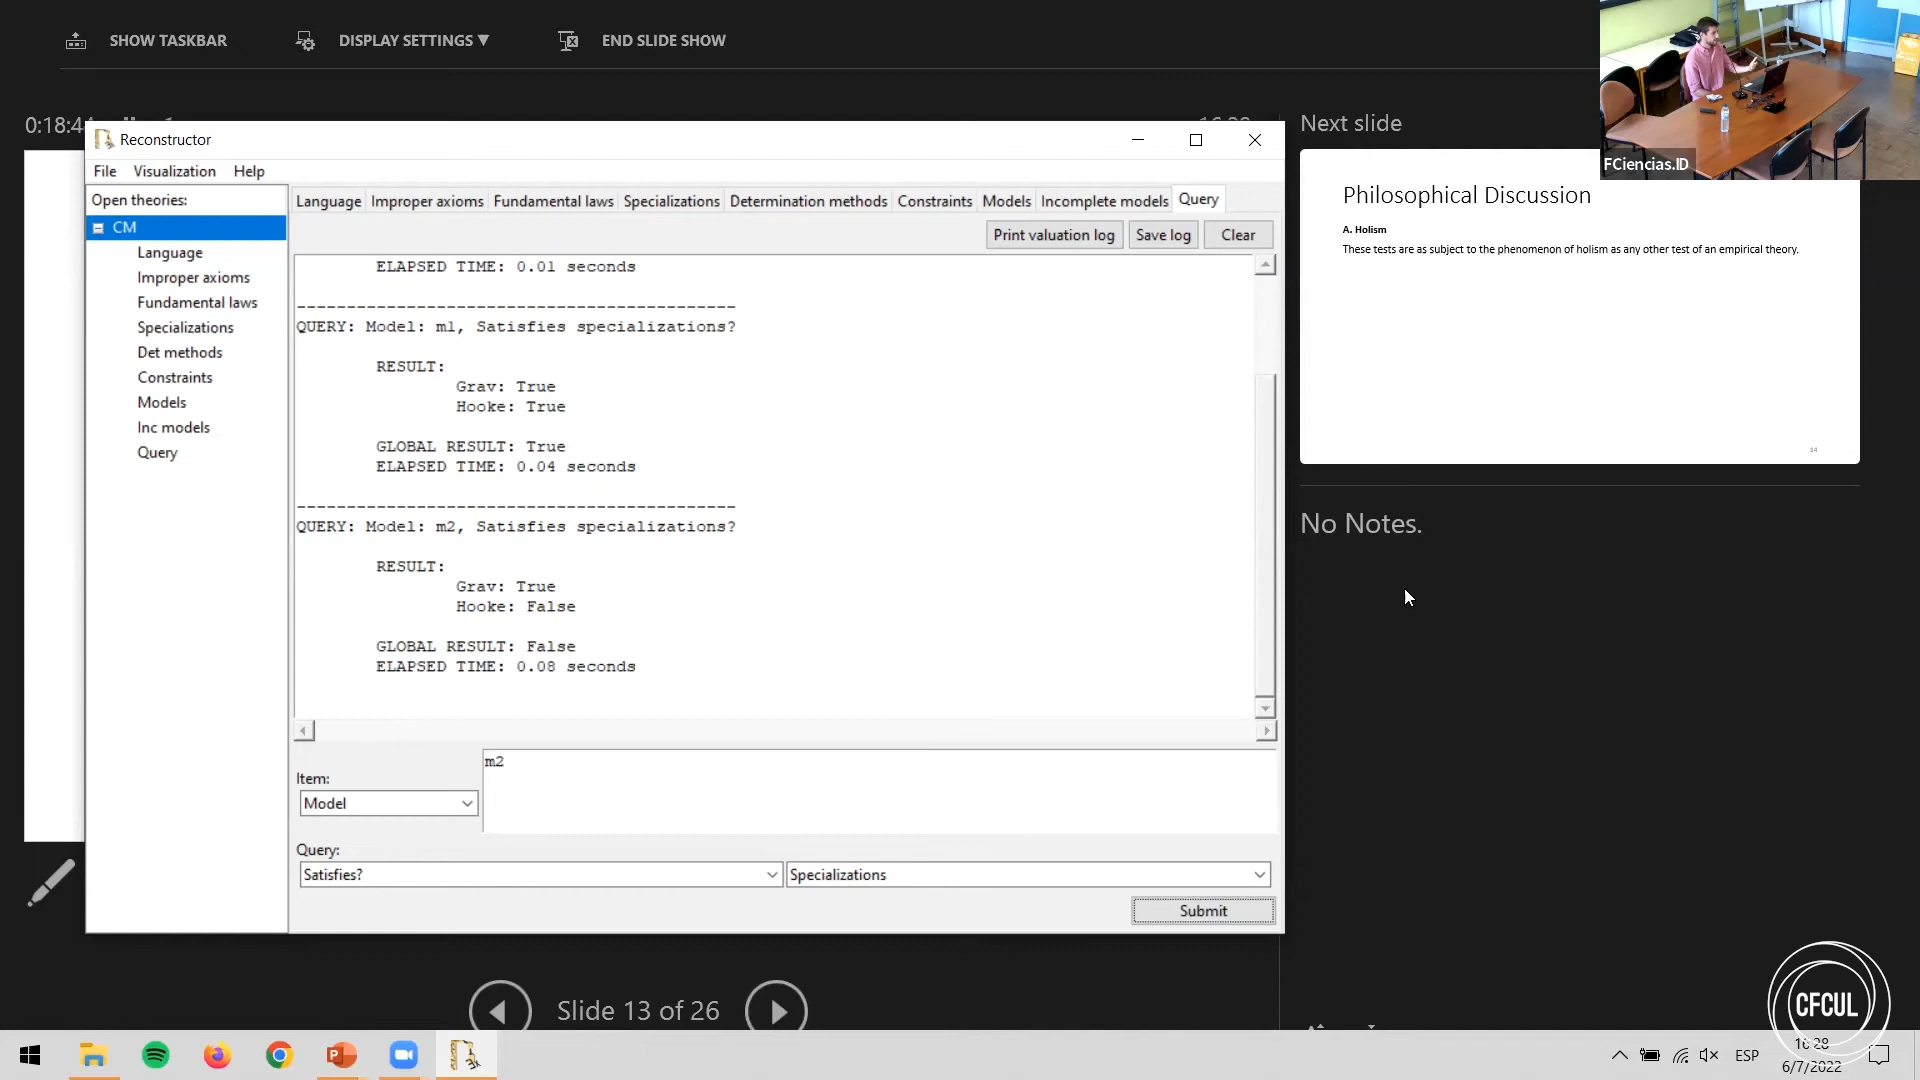 SHOW TASKBAR
DISPLAY SETTINGS ▼
END SLIDE SHOW
FCiencias.ID
0:18:44
Next slide
Reconstructor
File Visualization Help
Open theories:
CM
Language
Improper axioms
Fundamental laws
Specializations
Det methods
Constraints
Models
Inc models
Query
Language Improper axioms Fundamental laws Specializations Determination methods Constraints Models Incomplete models Query
Print valuation log Save log Clear
ELAPSED TIME: 0.01 seconds
--------------------------------------------
QUERY: Model: m1, Satisfies specializations?
RESULT:
Grav: True
Hooke: True
GLOBAL RESULT: True
ELAPSED TIME: 0.04 seconds
--------------------------------------------
QUERY: Model: m2, Satisfies specializations?
RESULT:
Grav: True
Hooke: False
GLOBAL RESULT: False
ELAPSED TIME: 0.08 seconds
Item:
Model
m2
Query:
Satisfies?
Specializations
Submit
Philosophical Discussion
A. Holism
These tests are as subject to the phenomenon of holism as any other test of an empirical theory.
14
No Notes.
Slide 13 of 26
CFCUL
ESP
16:28
6/7/2022